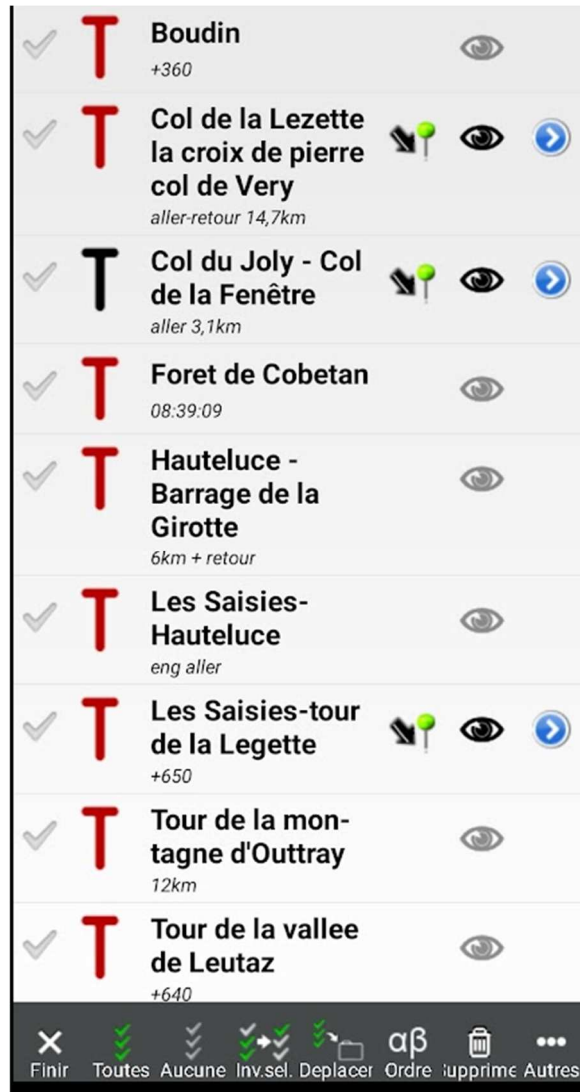 Boudin
+360
Col de la Lezette
la croix de pierre
col de Very
aller-retour 14,7km
Col du Joly - Col
de la Fenêtre
aller 3,1km
Foret de Cobetan
08:39:09
Hauteluce -
Barrage de la
Girotte
6km + retour
Les Saisies-
Hauteluce
eng aller
Les Saisies-tour
de la Legette
+650
Tour de la mon-
tagne d'Outtray
12km
Tour de la vallee
de Leutaz
+640
αβ
Finir Toutes Aucune Inv.sel. Deplacer Ordre upprime Autres